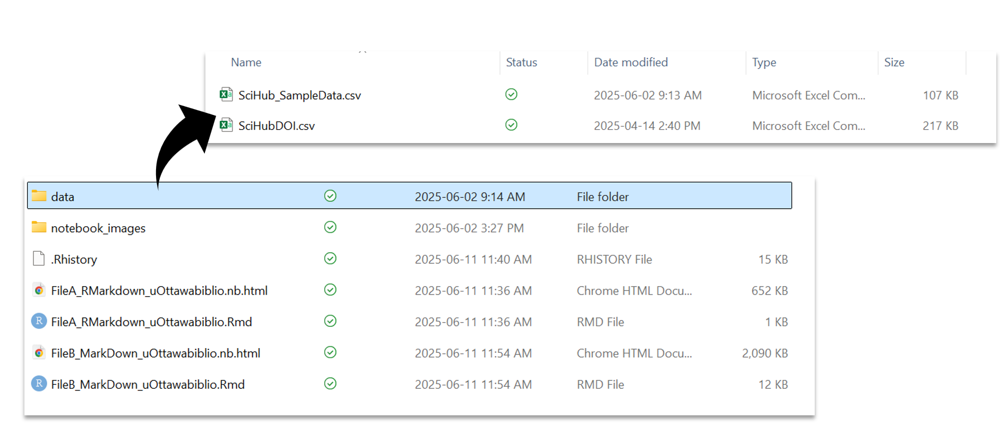 Name Status Date modified Type Size
SciHub_SampleData.csv 2025-06-02 9:13 AM Microsoft Excel Com... 107 KB
SciHubDOI.csv 2025-04-14 2:40 PM Microsoft Excel Com... 217 KB
data 2025-06-02 9:14 AM File folder
notebook_images 2025-06-02 3:27 PM File folder
.Rhistory 2025-06-11 11:40 AM RHISTORY File 15 KB
FileA_RMarkdown_uOttawabiblio.nb.html 2025-06-11 11:36 AM Chrome HTML Docu... 652 KB
FileA_RMarkdown_uOttawabiblio.Rmd 2025-06-11 11:36 AM RMD File 1 KB
FileB_MarkDown_uOttawabiblio.nb.html 2025-06-11 11:54 AM Chrome HTML Docu... 2,090 KB
FileB_MarkDown_uOttawabiblio.Rmd 2025-06-11 11:54 AM RMD File 12 KB